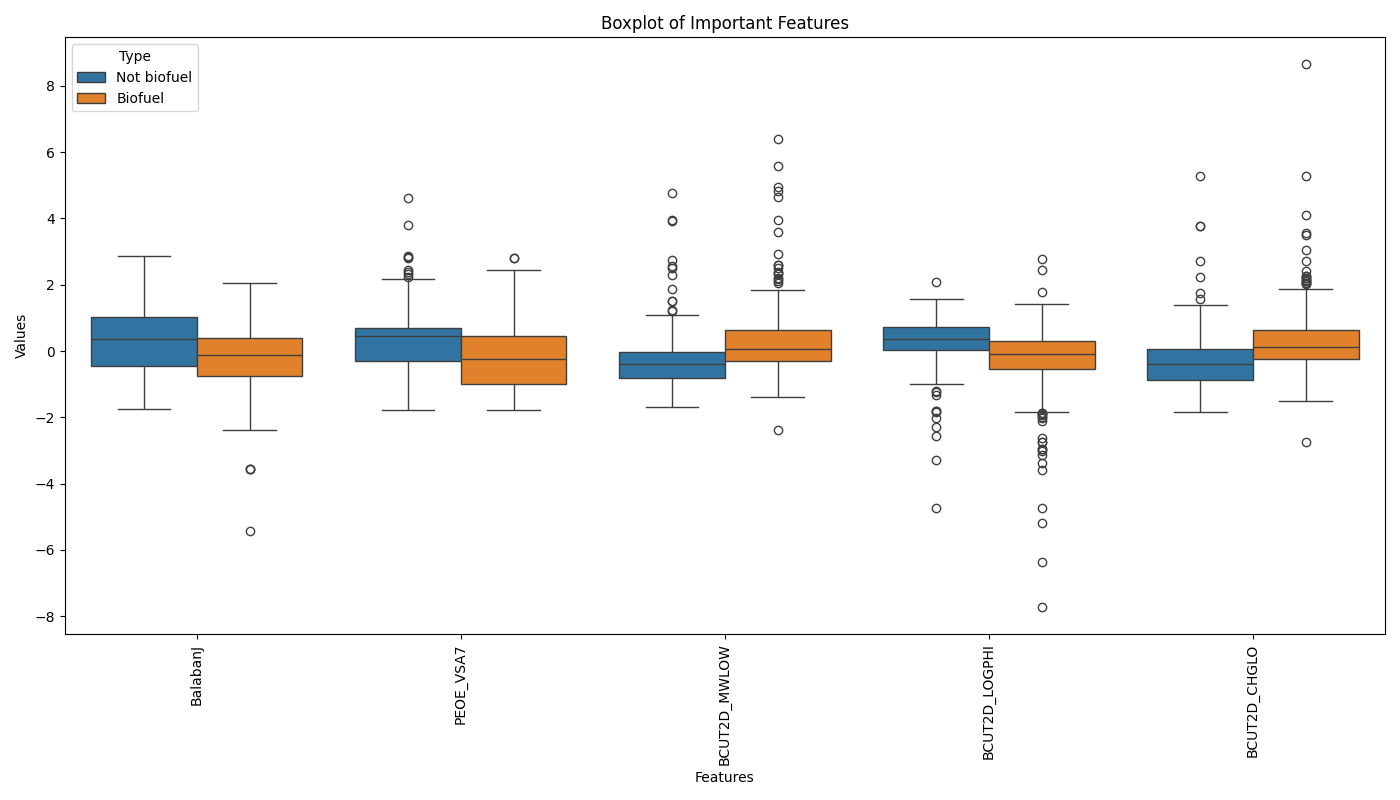 Boxplot of Important Features
Type
Not biofuel
Biofuel
Values
8
6
4
2
0
−2
−4
−6
−8
BalabanJ
PEOE_VSA7
BCUT2D_MWLOW
BCUT2D_LOGPHI
BCUT2D_CHGLO
Features